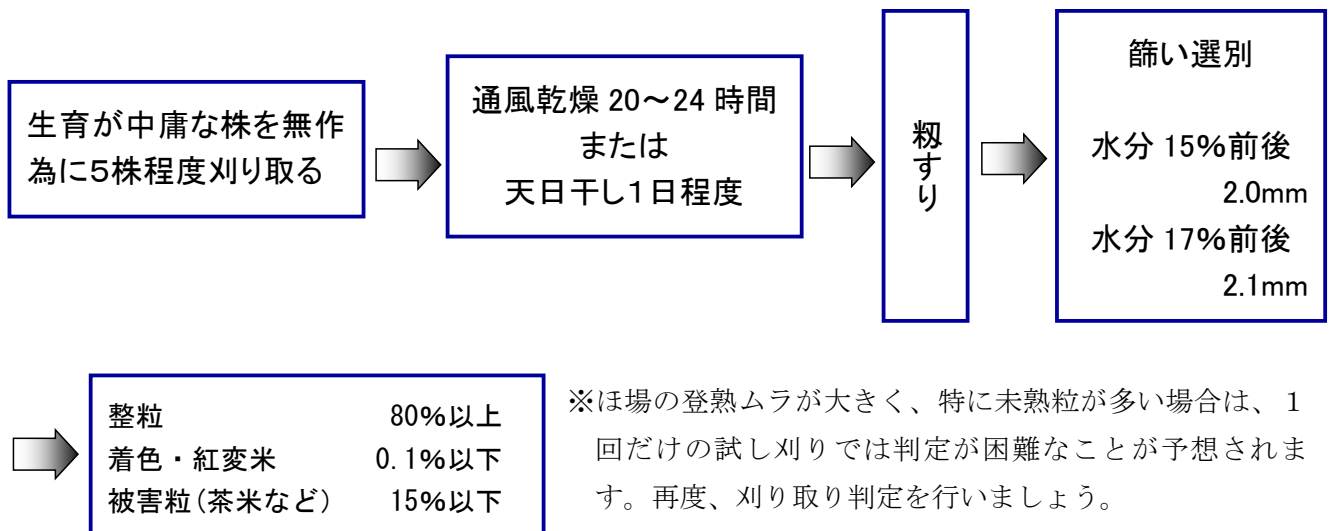 生育が中庸な株を無作
為に5株程度刈り取る
通風乾燥 20~24 時間
または
天日干し1日程度
籾すり
篩い選別
水分 15%前後
2.0mm
水分 17%前後
2.1mm
整粒 80%以上
着色・紅変米 0.1%以下
被害粒(茶米など) 15%以下
※ほ場の登熟ムラが大きく、特に未熟粒が多い場合は、1
回だけの試し刈りでは判定が困難なことが予想されま
す。再度、刈り取り判定を行いましょう。